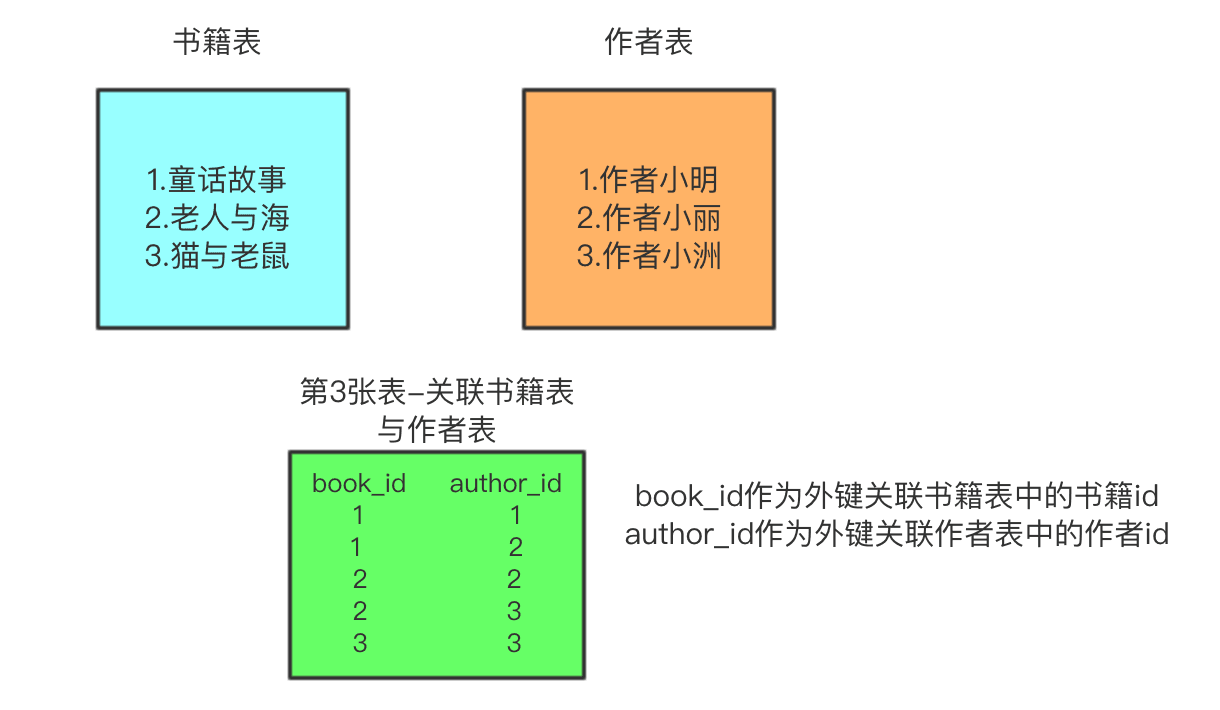 书籍表
作者表
1.童话故事
2.老人与海
3.猫与老鼠
1.作者小明
2.作者小丽
3.作者小洲
第3张表-关联书籍表
与作者表
book_id author_id
1 1
1 2
2 2
2 3
3 3
book_id作为外键关联书籍表中的书籍id
author_id作为外键关联作者表中的作者id